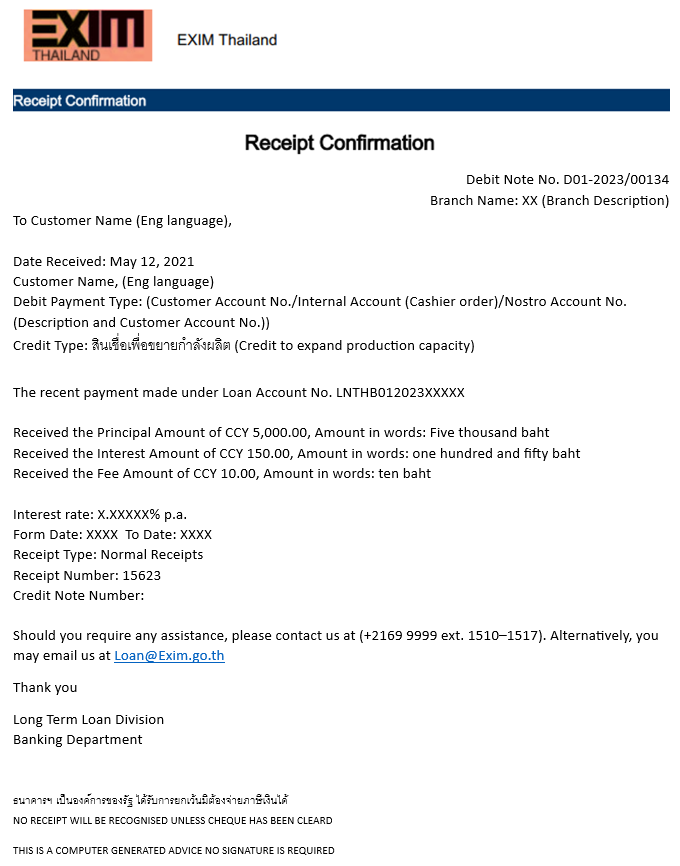 EXIM
THAILAND
EXIM Thailand
Receipt Confirmation
Receipt Confirmation
Debit Note No. D01-2023/00134
Branch Name: XX (Branch Description)
To Customer Name (Eng language),
Date Received: May 12, 2021
Customer Name, (Eng language)
Debit Payment Type: (Customer Account No./Internal Account (Cashier order)/Nostro Account No.
(Description and Customer Account No.))
Credit Type: สินเชื่อเพื่อขยายกำลังผลิต (Credit to expand production capacity)
The recent payment made under Loan Account No. LNTHB012023XXXXX
Received the Principal Amount of CCY 5,000.00, Amount in words: Five thousand baht
Received the Interest Amount of CCY 150.00, Amount in words: one hundred and fifty baht
Received the Fee Amount of CCY 10.00, Amount in words: ten baht
Interest rate: X.XXXXX% p.a.
Form Date: XXXX  To Date: XXXX
Receipt Type: Normal Receipts
Receipt Number: 15623
Credit Note Number:
Should you require any assistance, please contact us at (+2169 9999 ext. 1510–1517). Alternatively, you
may email us at Loan@Exim.go.th
Thank you
Long Term Loan Division
Banking Department
ธนาคารฯ เป็นองค์การของรัฐ ได้รับการยกเว้นมิต้องจ่ายภาษีเงินได้
NO RECEIPT WILL BE RECOGNISED UNLESS CHEQUE HAS BEEN CLEARD
THIS IS A COMPUTER GENERATED ADVICE NO SIGNATURE IS REQUIRED